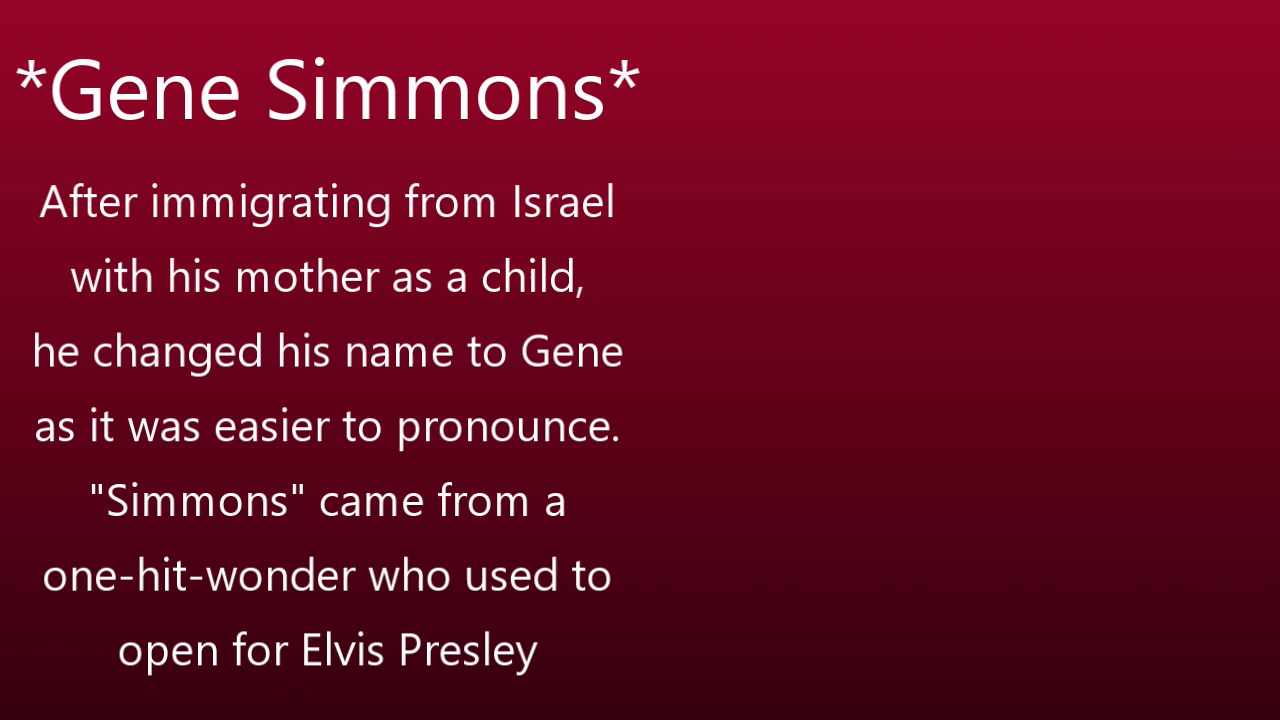 *Gene Simmons*
After immigrating from Israel
with his mother as a child,
he changed his name to Gene
as it was easier to pronounce.
"Simmons" came from a
one-hit-wonder who used to
open for Elvis Presley